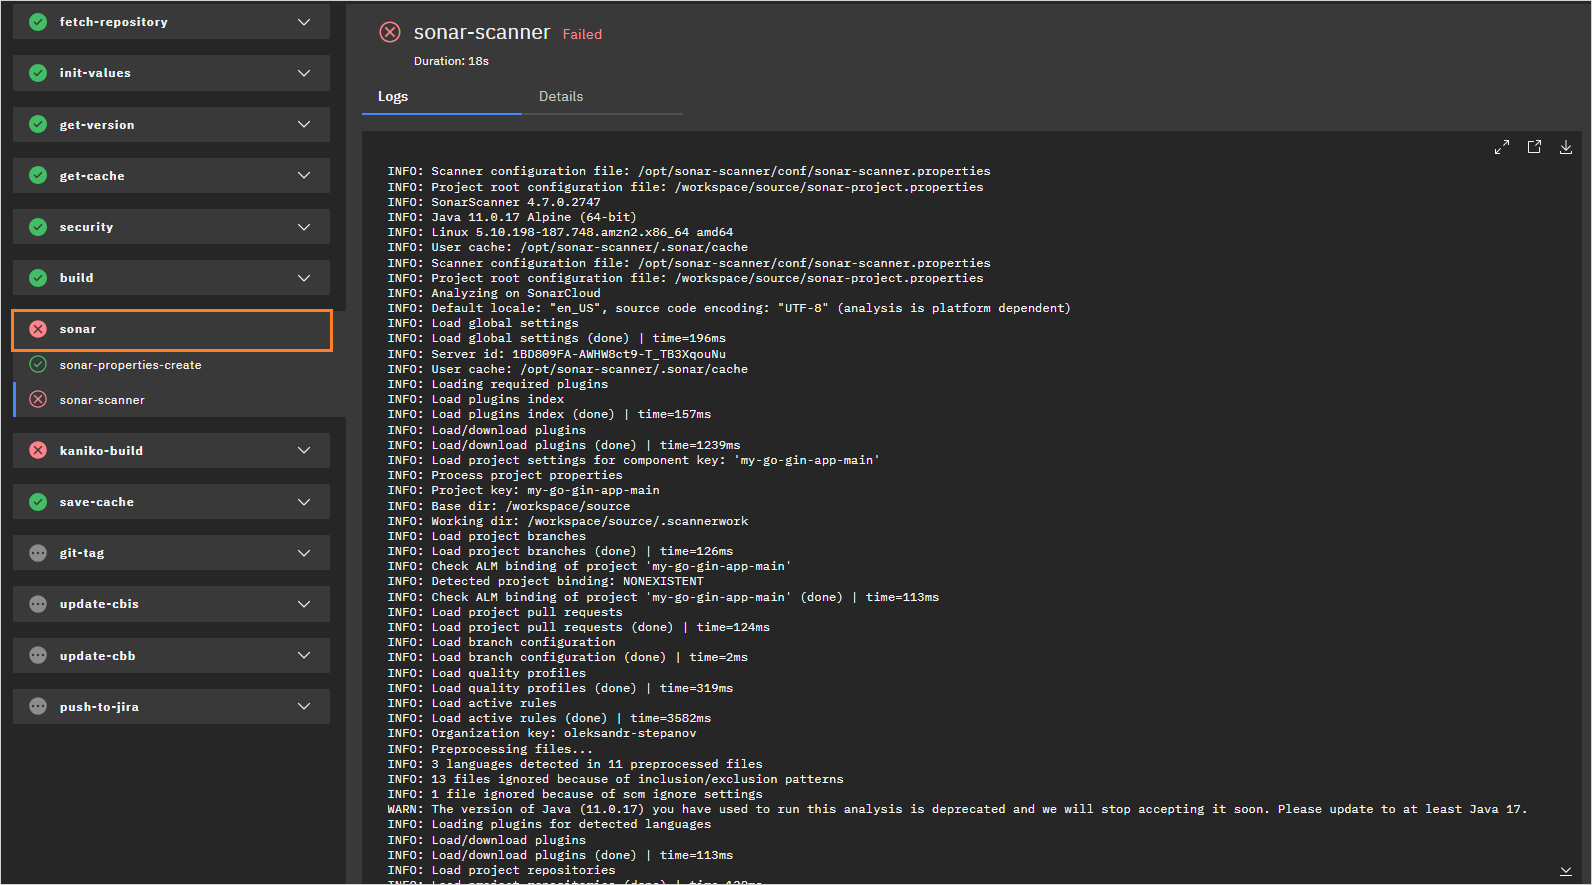 fetch-repository
init-values
get-version
get-cache
security
build
sonar
sonar-properties-create
sonar-scanner
kaniko-build
save-cache
git-tag
update-cbis
update-cbb
push-to-jira
sonar-scanner Failed
Duration: 18s
Logs Details
INFO: Scanner configuration file: /opt/sonar-scanner/conf/sonar-scanner.properties
INFO: Project root configuration file: /workspace/source/sonar-project.properties
INFO: SonarScanner 4.7.0.2747
INFO: Java 11.0.17 Alpine (64-bit)
INFO: Linux 5.10.198-187.748.amzn2.x86_64 amd64
INFO: User cache: /opt/sonar-scanner/.sonar/cache
INFO: Scanner configuration file: /opt/sonar-scanner/conf/sonar-scanner.properties
INFO: Project root configuration file: /workspace/source/sonar-project.properties
INFO: Analyzing on SonarCloud
INFO: Default locale: "en_US", source code encoding: "UTF-8" (analysis is platform dependent)
INFO: Load global settings
INFO: Load global settings (done) | time=196ms
INFO: Server id: 1BD809FA-AWHW8ct9-T_TB3XqouNu
INFO: User cache: /opt/sonar-scanner/.sonar/cache
INFO: Loading required plugins
INFO: Load plugins index
INFO: Load plugins index (done) | time=157ms
INFO: Load/download plugins
INFO: Load/download plugins (done) | time=1239ms
INFO: Load project settings for component key: 'my-go-gin-app-main'
INFO: Process project properties
INFO: Project key: my-go-gin-app-main
INFO: Base dir: /workspace/source
INFO: Working dir: /workspace/source/.scannerwork
INFO: Load project branches
INFO: Load project branches (done) | time=126ms
INFO: Check ALM binding of project 'my-go-gin-app-main'
INFO: Detected project binding: NONEXISTENT
INFO: Check ALM binding of project 'my-go-gin-app-main' (done) | time=113ms
INFO: Load project pull requests
INFO: Load project pull requests (done) | time=124ms
INFO: Load branch configuration
INFO: Load branch configuration (done) | time=2ms
INFO: Load quality profiles
INFO: Load quality profiles (done) | time=319ms
INFO: Load active rules
INFO: Load active rules (done) | time=3582ms
INFO: Organization key: oleksandr-stepanov
INFO: Preprocessing files...
INFO: 3 languages detected in 11 preprocessed files
INFO: 13 files ignored because of inclusion/exclusion patterns
INFO: 1 file ignored because of scm ignore settings
WARN: The version of Java (11.0.17) you have used to run this analysis is deprecated and we will stop accepting it soon. Please update to at least Java 17.
INFO: Loading plugins for detected languages
INFO: Load/download plugins
INFO: Load/download plugins (done) | time=113ms
INFO: Load project repositories